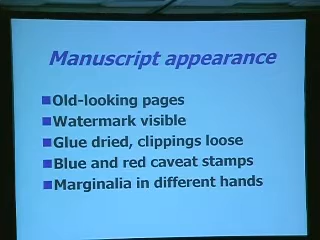 Manuscript appearance
Old-looking pages
Watermark visible
Glue dried, clippings loose
Blue and red caveat stamps
Marginalia in different hands